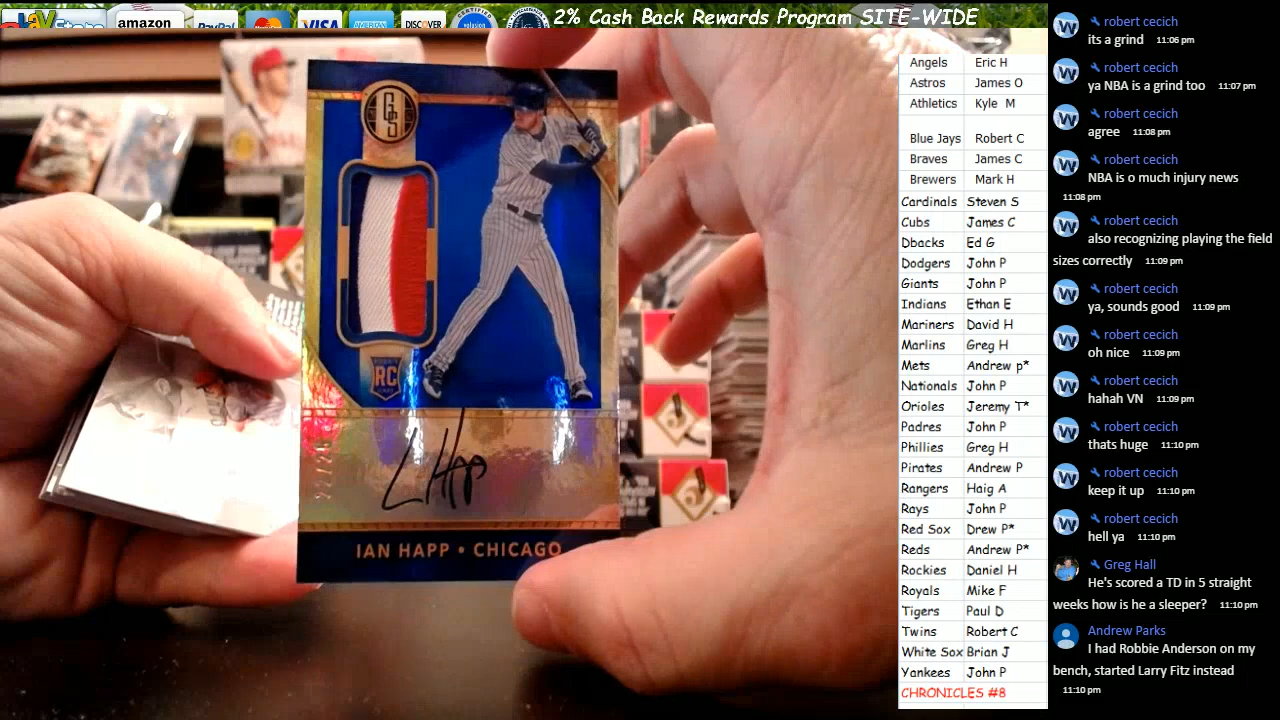 amazon
PayPal
MasterCard
VISA
AMERICAN
DISCOVER
CERTIFIED
2% Cash Back Rewards Program SITE-WIDE
GS
RC
IAN HAPP • CHICAGO
Angels Eric H
Astros James O
Athletics Kyle M
Blue Jays Robert C
Braves James C
Brewers Mark H
Cardinals Steven S
Cubs James C
Dbacks Ed G
Dodgers John P
Giants John P
Indians Ethan E
Mariners David H
Marlins Greg H
Mets Andrew p*
Nationals John P
Orioles Jeremy T*
Padres John P
Phillies Greg H
Pirates Andrew P
Rangers Haig A
Rays John P
Red Sox Drew P*
Reds Andrew P*
Rockies Daniel H
Royals Mike F
Tigers Paul D
Twins Robert C
White Sox Brian J
Yankees John P
CHRONICLES #8
robert cecich
its a grind 11:06 pm
robert cecich
ya NBA is a grind too 11:07 pm
robert cecich
agree 11:08 pm
robert cecich
NBA is o much injury news
11:08 pm
robert cecich
also recognizing playing the field
sizes correctly 11:09 pm
robert cecich
ya, sounds good 11:09 pm
robert cecich
oh nice 11:09 pm
robert cecich
hahah VN 11:09 pm
robert cecich
thats huge 11:10 pm
robert cecich
keep it up 11:10 pm
robert cecich
hell ya 11:10 pm
Greg Hall
He's scored a TD in 5 straight
weeks how is he a sleeper? 11:10 pm
Andrew Parks
I had Robbie Anderson on my
bench, started Larry Fitz instead
11:10 pm